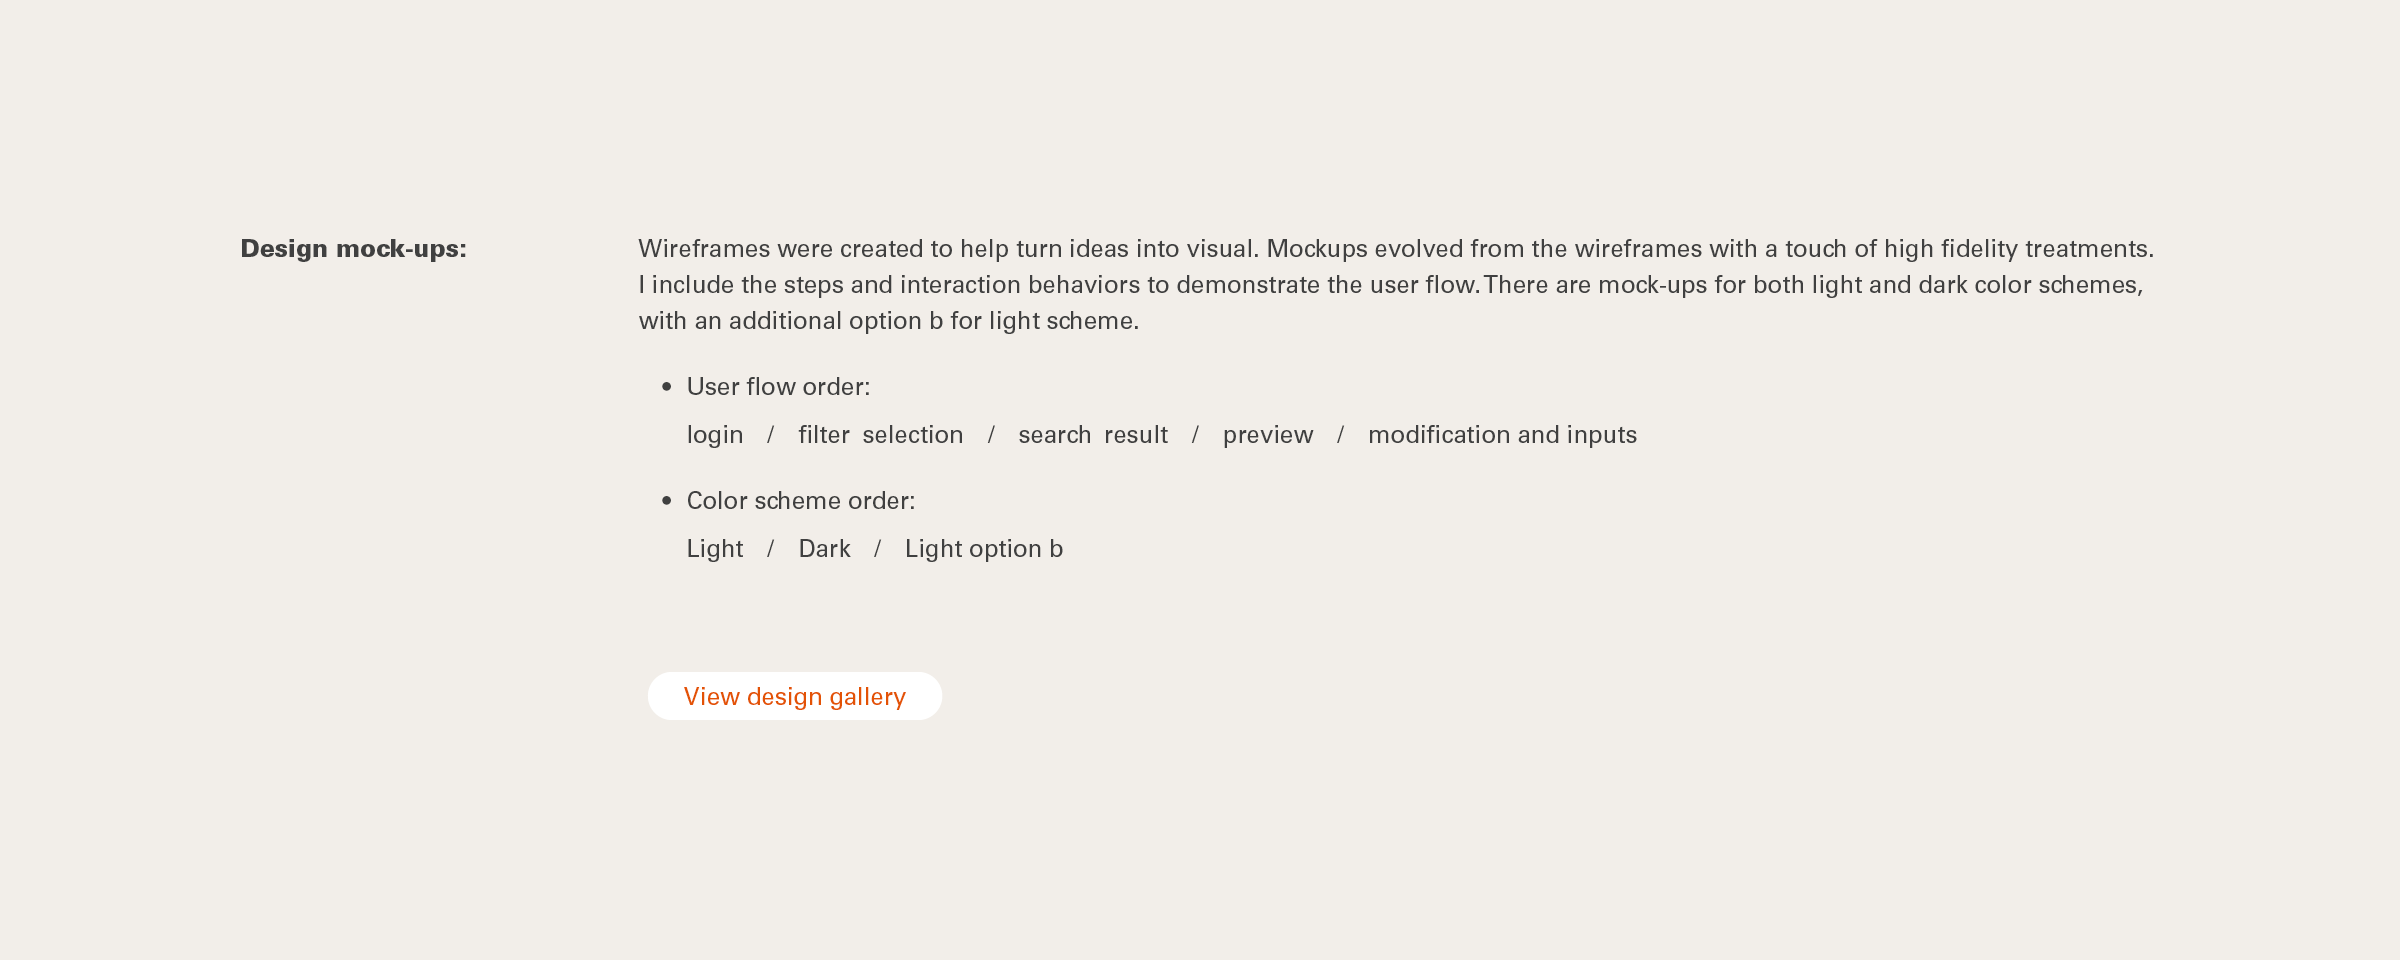 Design mock-ups:
Wireframes were created to help turn ideas into visual. Mockups evolved from the wireframes with a touch of high fidelity treatments.
I include the steps and interaction behaviors to demonstrate the user flow. There are mock-ups for both light and dark color schemes,
with an additional option b for light scheme.
• User flow order:
login / filter selection / search result / preview / modification and inputs
• Color scheme order:
Light / Dark / Light option b
View design gallery